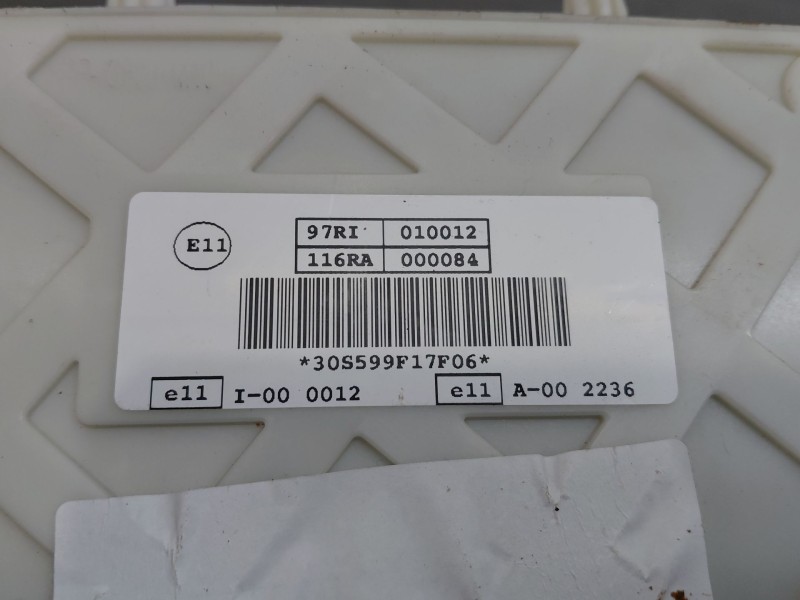 E11
97RI 010012
116RA 000084
*30S599F17F06*
e11 I-00 0012 e11 A-00 2236